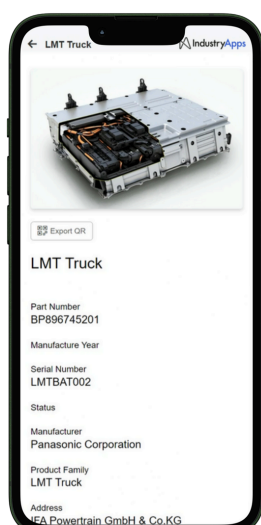 ← LMT Truck
IndustryApps
Export QR
LMT Truck
Part Number
BP896745201
Manufacture Year
Serial Number
LMTBAT002
Status
Manufacturer
Panasonic Corporation
Product Family
LMT Truck
Address
IEA Powertrain GmbH & Co.KG